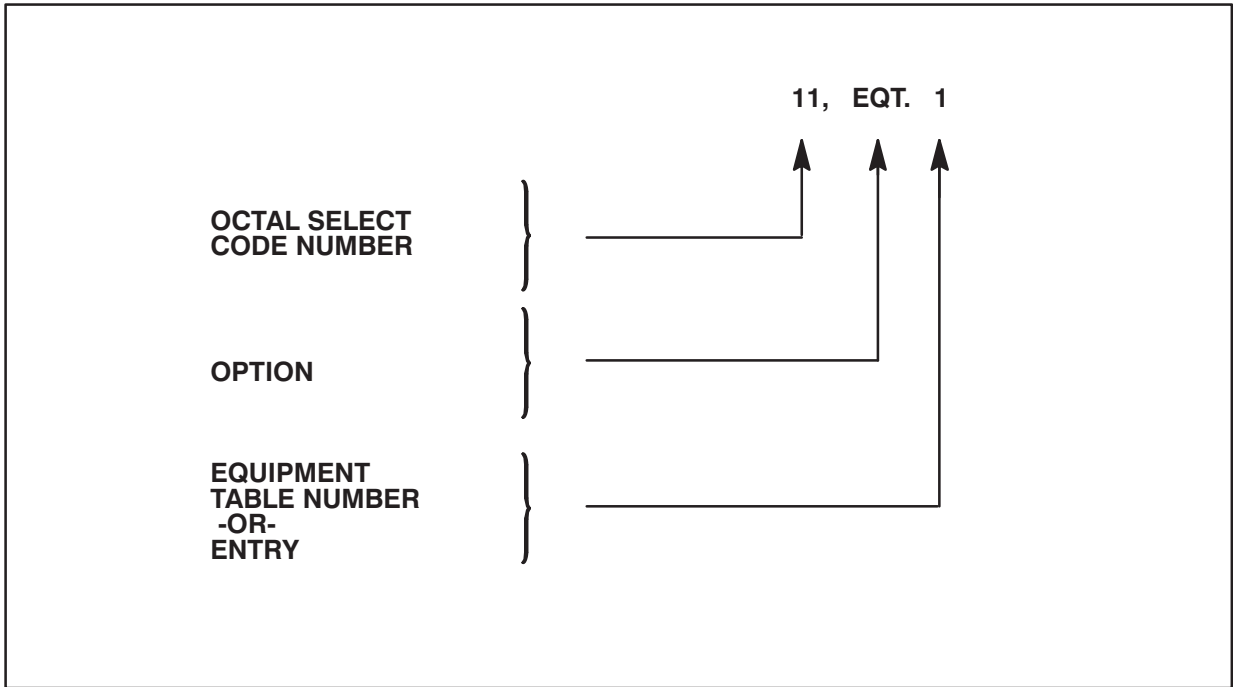 11, EQT. 1
OCTAL SELECT
CODE NUMBER
OPTION
EQUIPMENT
TABLE NUMBER
-OR-
ENTRY